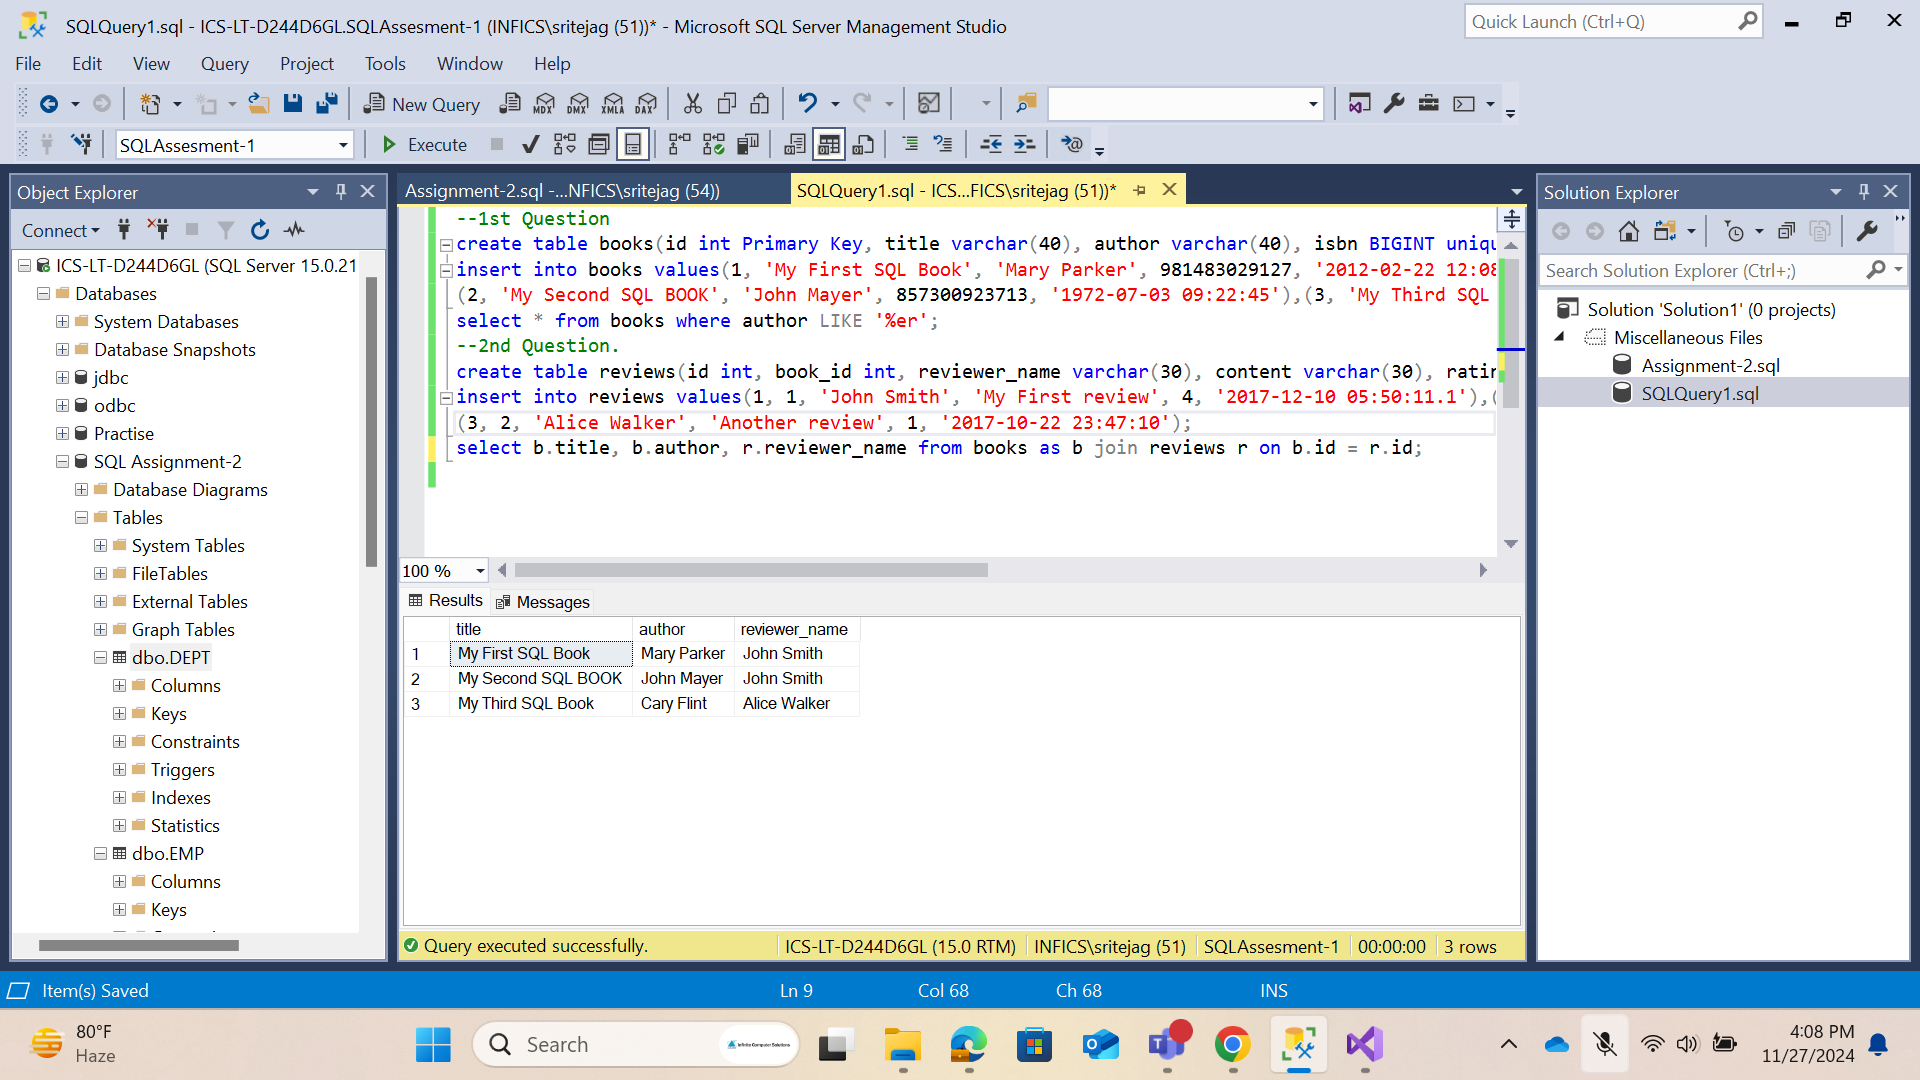 SQLQuery1.sql - ICS-LT-D244D6GL.SQLAssesment-1 (INFICS\sritejag (51))* - Microsoft SQL Server Management Studio
Quick Launch (Ctrl+Q)
File Edit View Query Project Tools Window Help
New Query MDX DMX XMLA DAX
SQLAssesment-1 Execute
Object Explorer
Connect
ICS-LT-D244D6GL (SQL Server 15.0.21
Databases
System Databases
Database Snapshots
jdbc
odbc
Practise
SQL Assignment-2
Database Diagrams
Tables
System Tables
FileTables
External Tables
Graph Tables
dbo.DEPT
Columns
Keys
Constraints
Triggers
Indexes
Statistics
dbo.EMP
Columns
Keys
Assignment-2.sql -...NFICS\sritejag (54))
SQLQuery1.sql - ICS...FICS\sritejag (51))*
--1st Question
create table books(id int Primary Key, title varchar(40), author varchar(40), isbn BIGINT uniqu
insert into books values(1, 'My First SQL Book', 'Mary Parker', 981483029127, '2012-02-22 12:08
(2, 'My Second SQL BOOK', 'John Mayer', 857300923713, '1972-07-03 09:22:45'),(3, 'My Third SQL
select * from books where author LIKE '%er';
--2nd Question.
create table reviews(id int, book_id int, reviewer_name varchar(30), content varchar(30), ratin
insert into reviews values(1, 1, 'John Smith', 'My First review', 4, '2017-12-10 05:50:11.1'),(
(3, 2, 'Alice Walker', 'Another review', 1, '2017-10-22 23:47:10');
select b.title, b.author, r.reviewer_name from books as b join reviews r on b.id = r.id;
100 %
Results Messages
title author reviewer_name
1 My First SQL Book Mary Parker John Smith
2 My Second SQL BOOK John Mayer John Smith
3 My Third SQL Book Cary Flint Alice Walker
Query executed successfully. ICS-LT-D244D6GL (15.0 RTM) INFICS\sritejag (51) SQLAssesment-1 00:00:00 3 rows
Solution Explorer
Search Solution Explorer (Ctrl+;)
Solution 'Solution1' (0 projects)
Miscellaneous Files
Assignment-2.sql
SQLQuery1.sql
Item(s) Saved Ln 9 Col 68 Ch 68 INS
80°F
Haze
Search
Infinite Computer Solutions
4:08 PM
11/27/2024